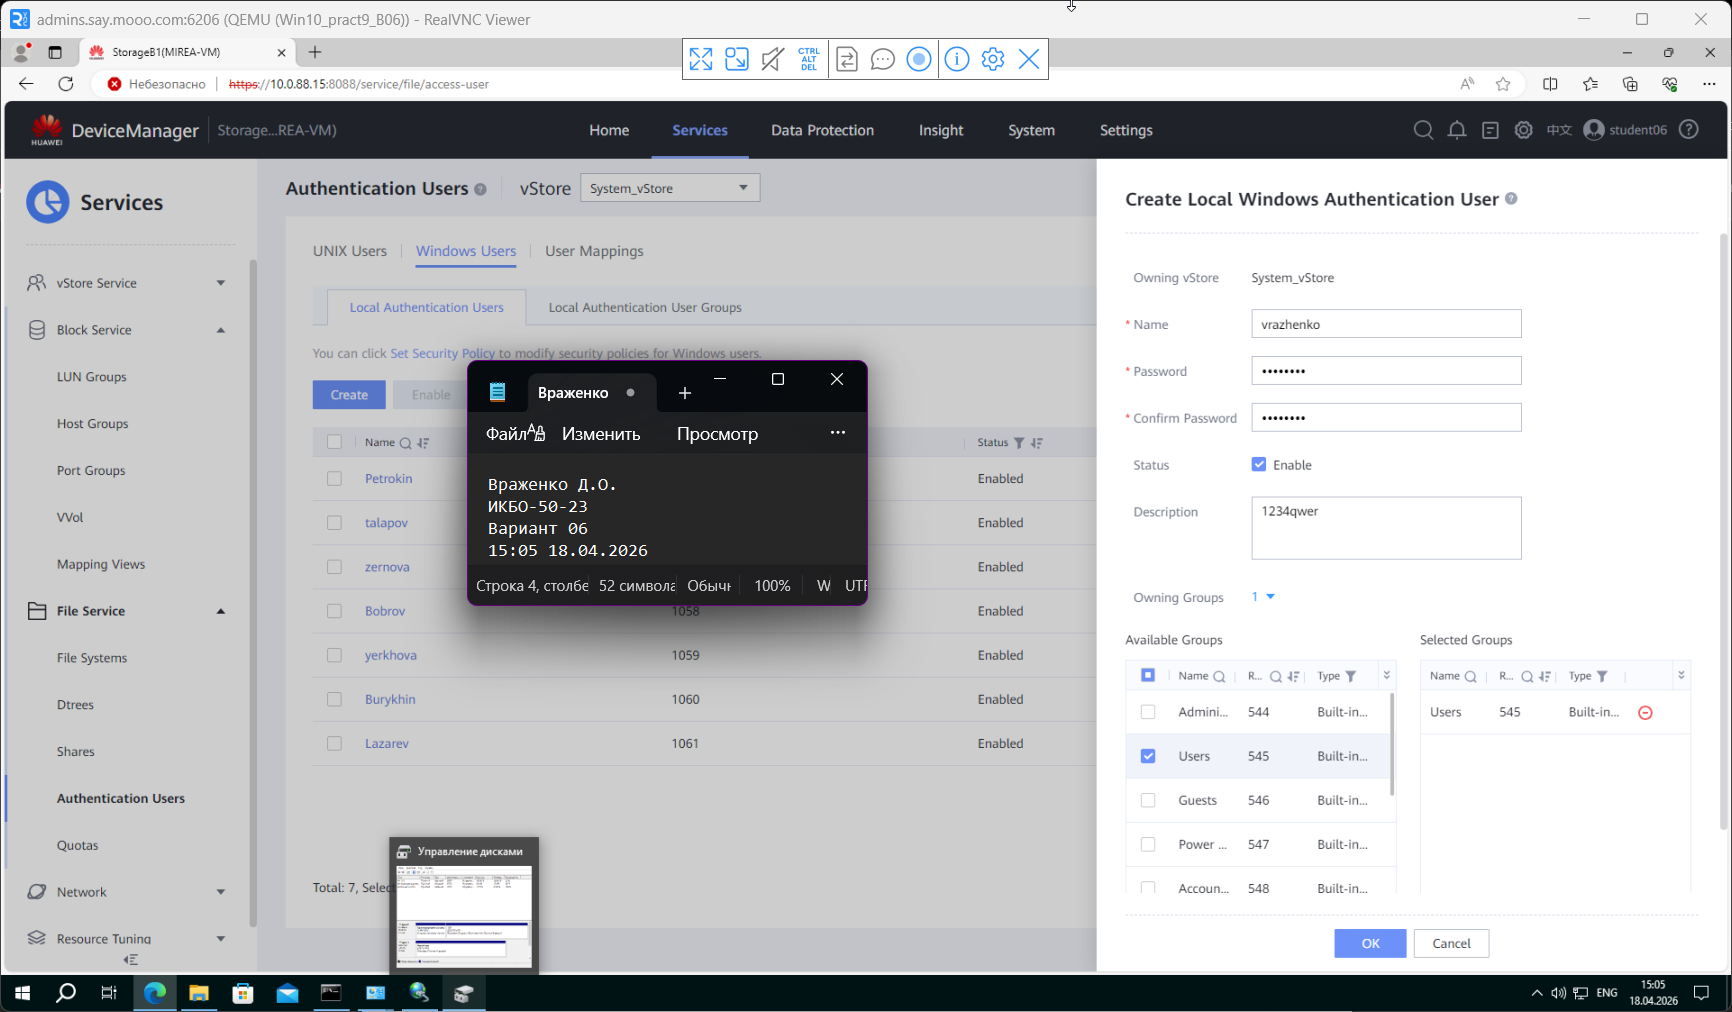 admins.say.mooo.com:6206 (QEMU (Win10_pract9_B06)) - RealVNC Viewer
StorageB1(MIREA-VM)
CTRL
ALT
DEL
Небезопасно
https://10.0.88.15:8088/service/file/access-user
HUAWEI
DeviceManager
Storage...REA-VM)
Home
Services
Data Protection
Insight
System
Settings
中文
student06
Services
vStore Service
Block Service
LUN Groups
Host Groups
Port Groups
VVol
Mapping Views
File Service
File Systems
Dtrees
Shares
Authentication Users
Quotas
Network
Resource Tuning
Authentication Users
vStore
System_vStore
UNIX Users
Windows Users
User Mappings
Local Authentication Users
Local Authentication User Groups
You can click Set Security Policy to modify security policies for Windows users.
Create
Enable
Name
Status
Petrokin
Enabled
talapov
Enabled
zernova
Enabled
Bobrov
1058
Enabled
yerkhova
1059
Enabled
Burykhin
1060
Enabled
Lazarev
1061
Enabled
Total: 7, Selec
Враженко
Файл
Изменить
Просмотр
Враженко Д.О.
ИКБО-50-23
Вариант 06
15:05 18.04.2026
Строка 4, столбе
52 символа
Обычн
100%
W
UTF
Управление дисками
Create Local Windows Authentication User
Owning vStore
System_vStore
* Name
vrazhenko
* Password
••••••••
* Confirm Password
••••••••
Status
Enable
Description
1234qwer
Owning Groups
1
Available Groups
Name
R...
Type
Admini...
544
Built-in...
Users
545
Built-in...
Guests
546
Built-in...
Power ...
547
Built-in...
Accoun...
548
Built-in...
Selected Groups
Name
R...
Type
Users
545
Built-in...
OK
Cancel
ENG
15:05
18.04.2026